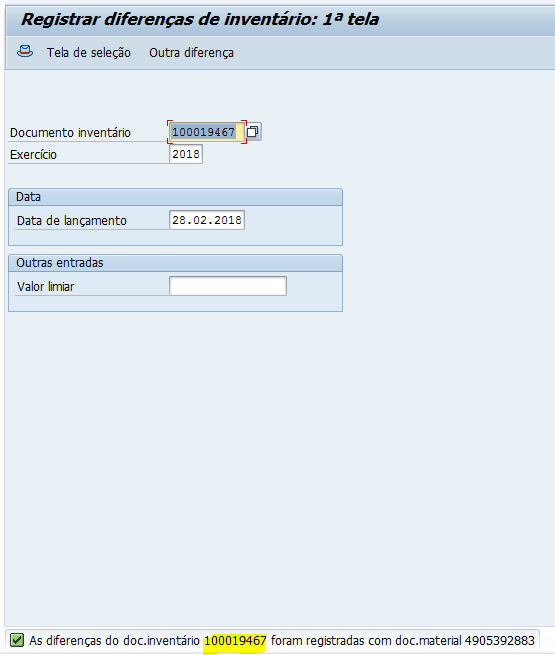 Registrar diferenças de inventário: 1ª tela
Tela de seleção Outra diferença
Documento inventário 100019467
Exercício 2018
Data
Data de lançamento 28.02.2018
Outras entradas
Valor limiar
As diferenças do doc.inventário 100019467 foram registradas com doc.material 4905392883